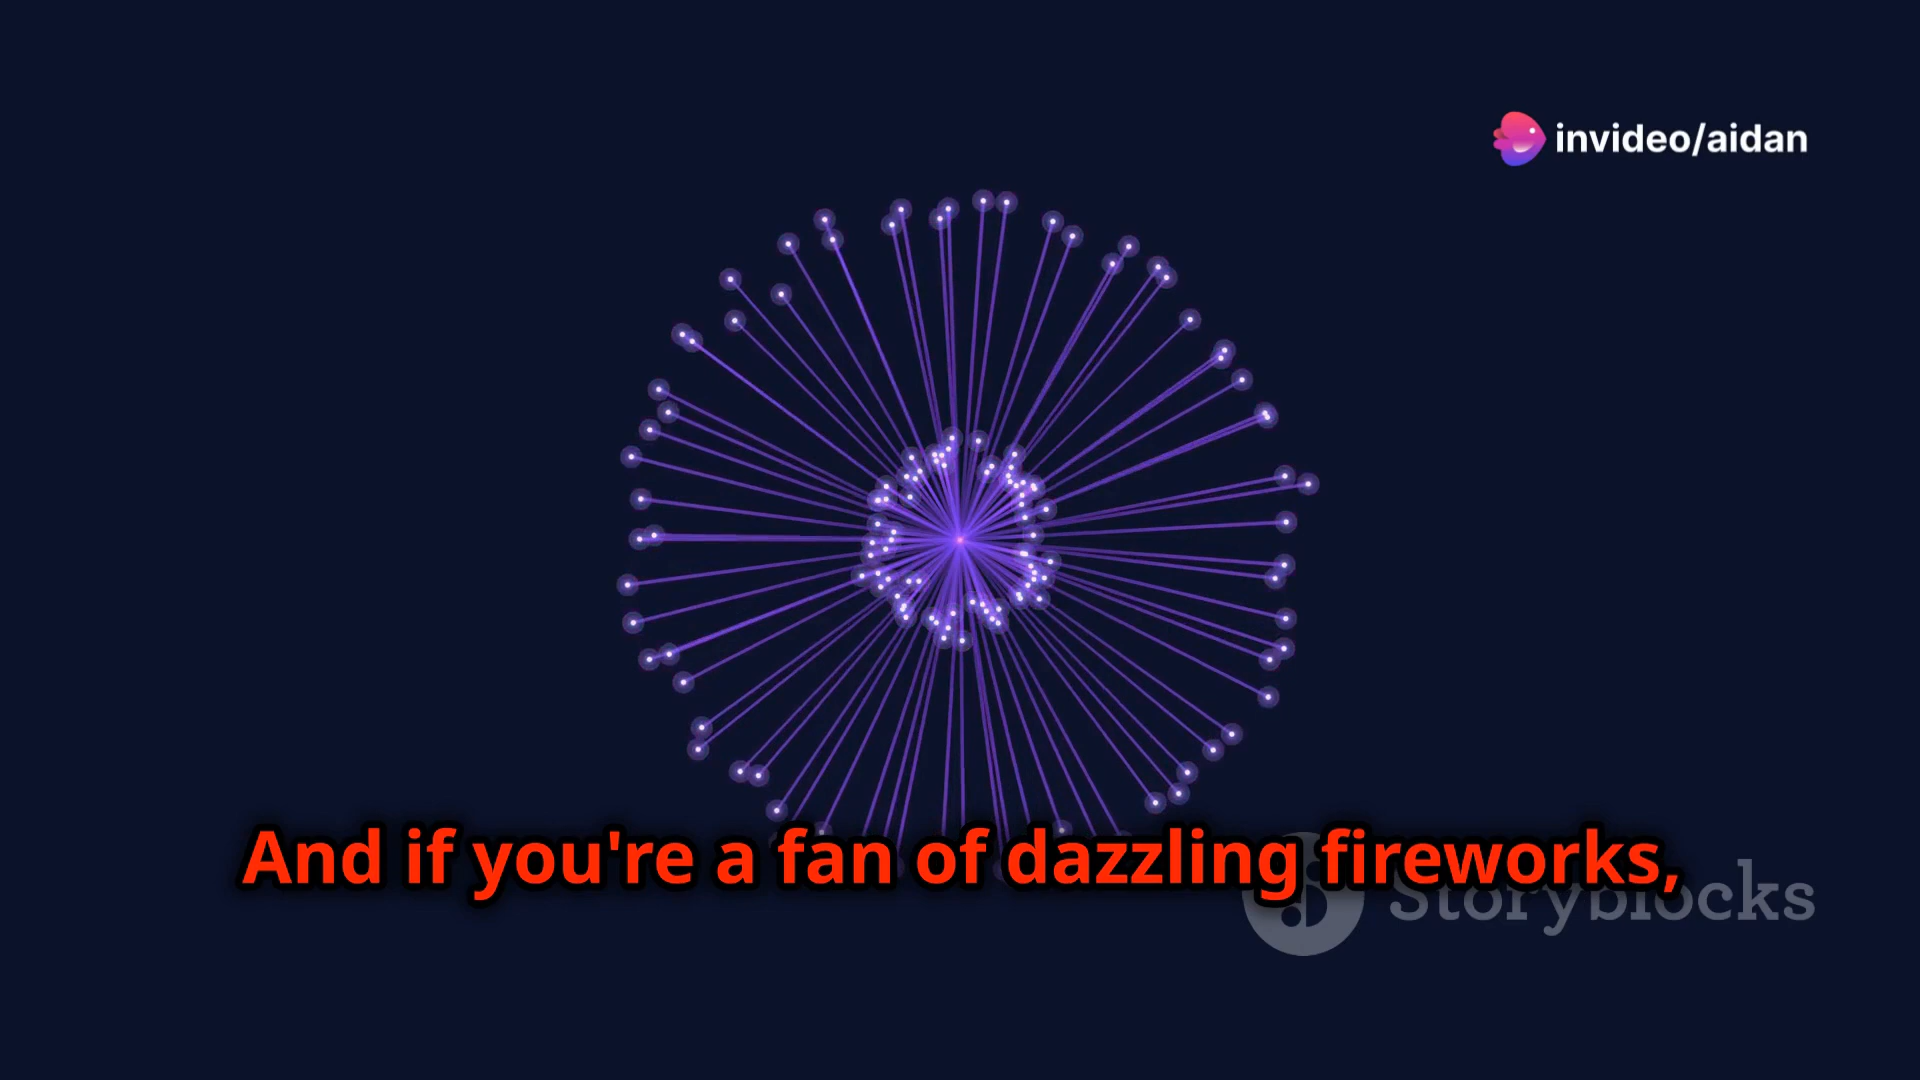 invideo/aidan
And if you're a fan of dazzling fireworks,
Storyblocks